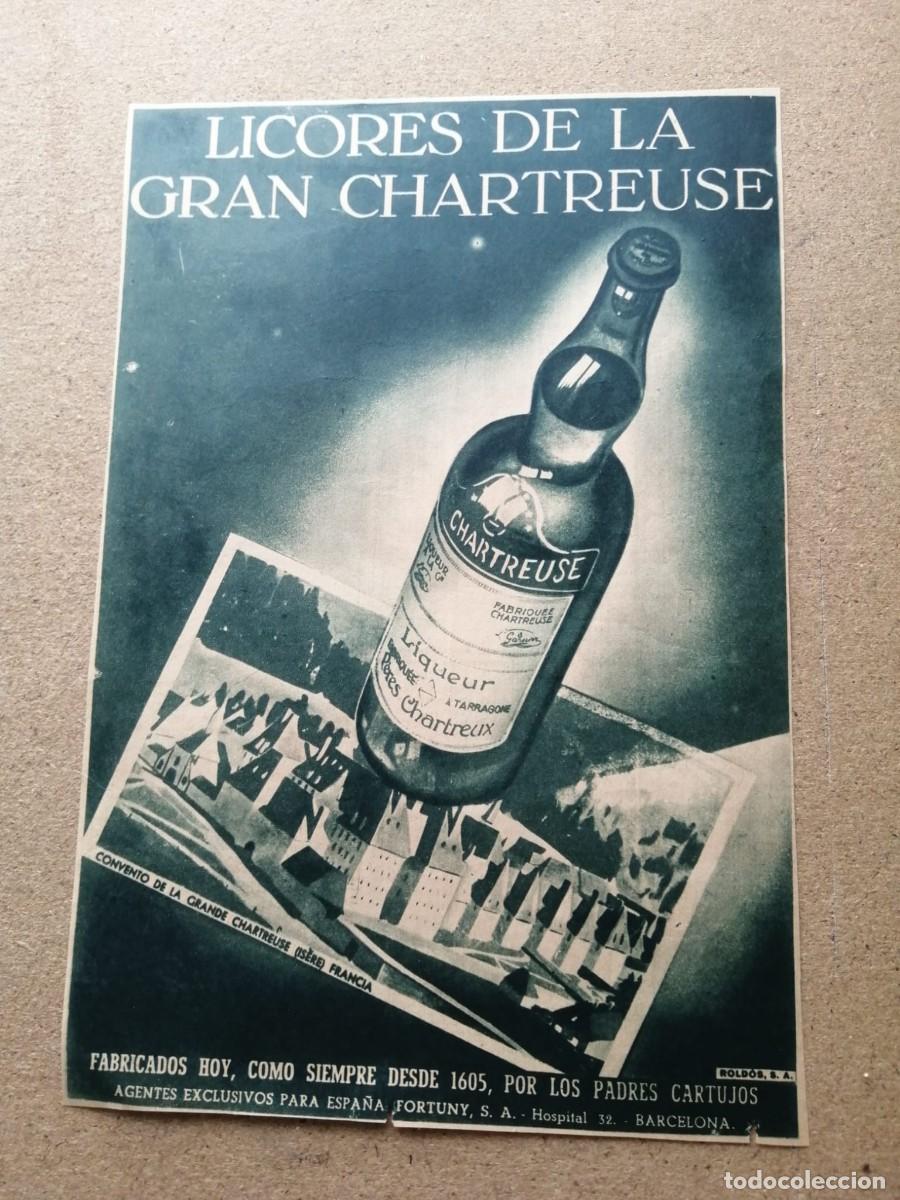 LICORES DE LA
GRAN CHARTREUSE
CHARTREUSE
LIQUEUR
FABRIQUÉE
CHARTREUSE
Liqueur
FABRIQUÉE À TARRAGONE
Pères Chartreux
CONVENTO DE LA GRANDE CHARTREUSE (ISÈRE) FRANCIA
ROLDÓS, S. A.
FABRICADOS HOY, COMO SIEMPRE DESDE 1605, POR LOS PADRES CARTUJOS
AGENTES EXCLUSIVOS PARA ESPAÑA FORTUNY, S. A. - Hospital 32. - BARCELONA.
todocoleccion